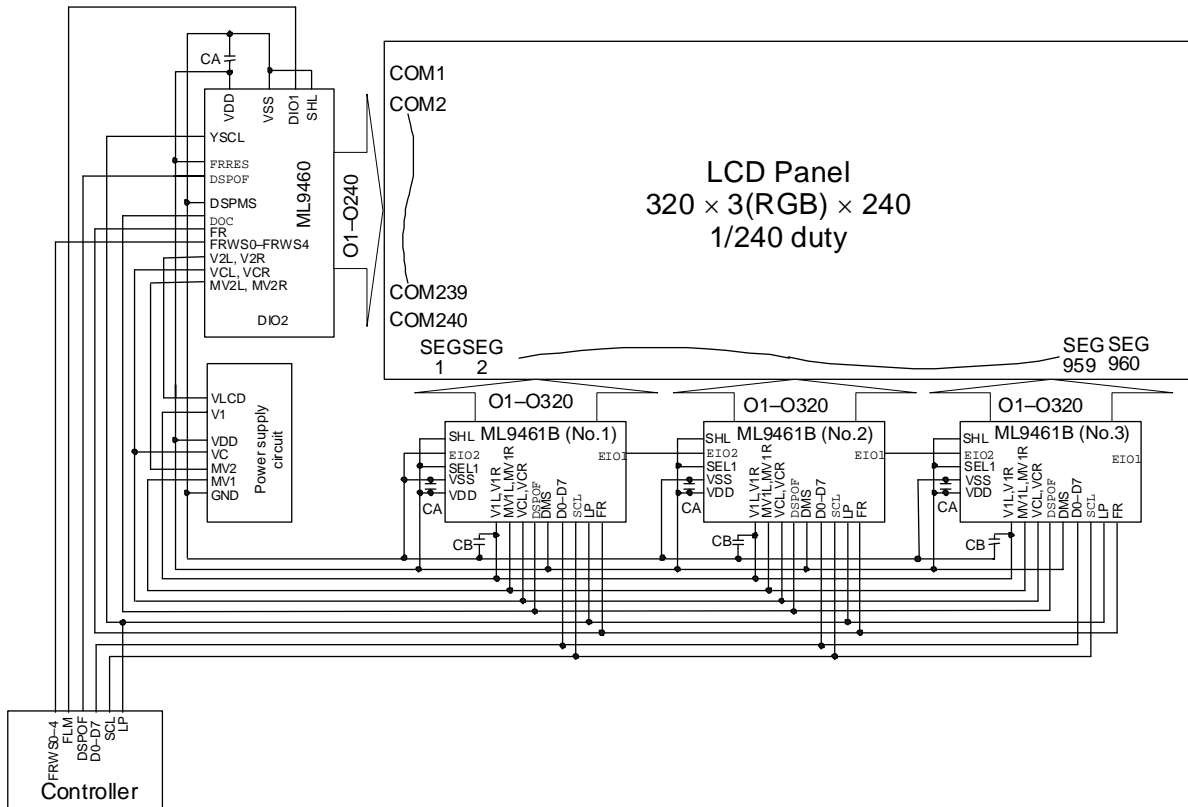 CA
VDD
VSS
DIO1
SHL
YSCL
FRRES
DSPOF
DSPMS
DOC
FR
FRWS0–FRWS4
V2L, V2R
VCL, VCR
MV2L, MV2R
DIO2
ML9460
O1–O240
COM1
COM2
COM239
COM240
LCD Panel
320 × 3(RGB) × 240
1/240 duty
SEG 1
SEG 2
SEG 959
SEG 960
VLCD
V1
VDD
VC
MV2
MV1
GND
Power supply
circuit
O1–O320
ML9461B (No.1)
SHL
EIO2
SEL1
VSS
VDD
EIO1
CA
CB
V1L,V1R
MV1L,MV1R
VCL,VCR
DSPOF
DMS
D0–D7
SCL
LP
FR
O1–O320
ML9461B (No.2)
SHL
EIO2
SEL1
VSS
VDD
EIO1
CA
CB
V1L,V1R
MV1L,MV1R
VCL,VCR
DSPOF
DMS
D0–D7
SCL
LP
FR
O1–O320
ML9461B (No.3)
SHL
EIO2
SEL1
VSS
VDD
EIO1
CA
CB
V1L,V1R
MV1L,MV1R
VCL,VCR
DSPOF
DMS
D0–D7
SCL
LP
FR
FRWS0–4
FLM
DSPOF
D0–D7
SCL
LP
Controller